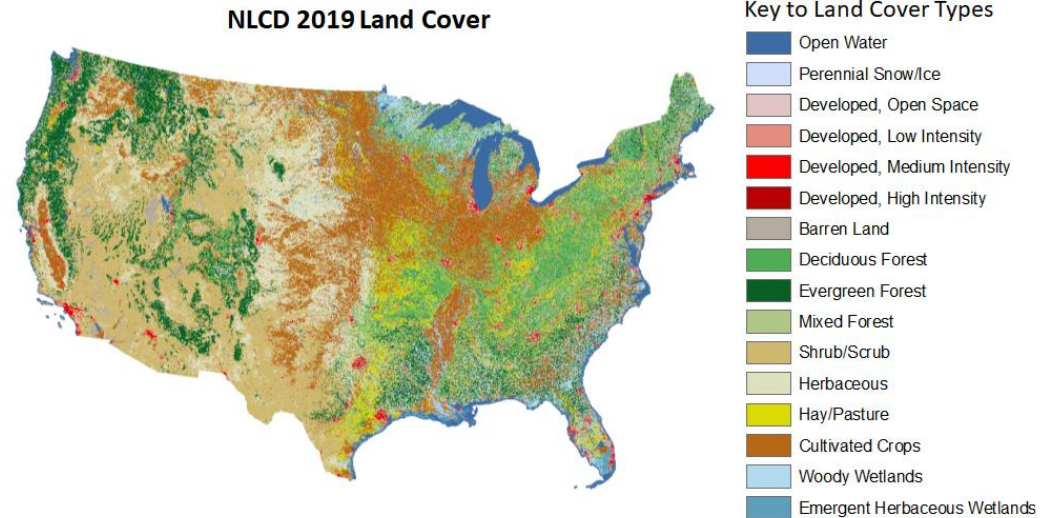 NLCD 2019 Land Cover
Key to Land Cover Types
Open Water
Perennial Snow/Ice
Developed, Open Space
Developed, Low Intensity
Developed, Medium Intensity
Developed, High Intensity
Barren Land
Deciduous Forest
Evergreen Forest
Mixed Forest
Shrub/Scrub
Herbaceous
Hay/Pasture
Cultivated Crops
Woody Wetlands
Emergent Herbaceous Wetlands